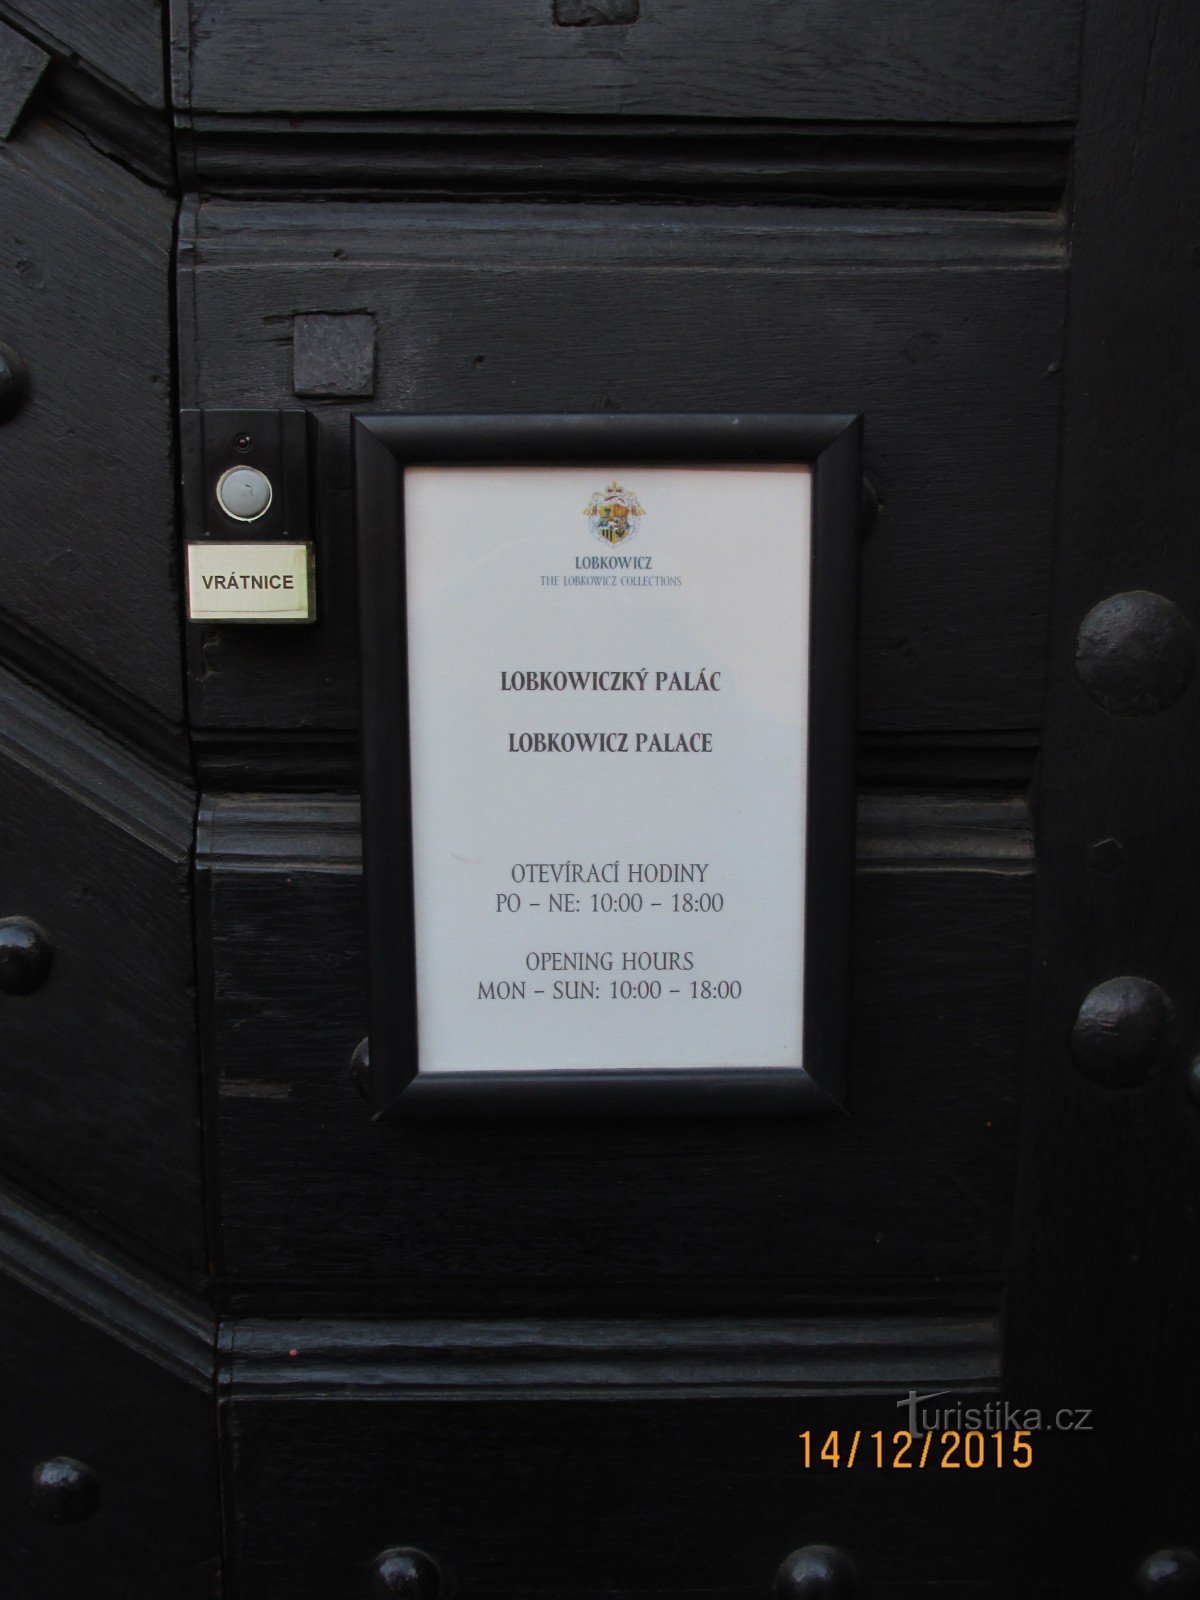 LOBKOWICZ
THE LOBKOWICZ COLLECTIONS
VRÁTNICE
LOBKOWICZKÝ PALÁC
LOBKOWICZ PALACE
OTEVÍRACÍ HODINY
PO – NE: 10:00 – 18:00
OPENING HOURS
MON – SUN: 10:00 – 18:00
Turistika.cz
14/12/2015